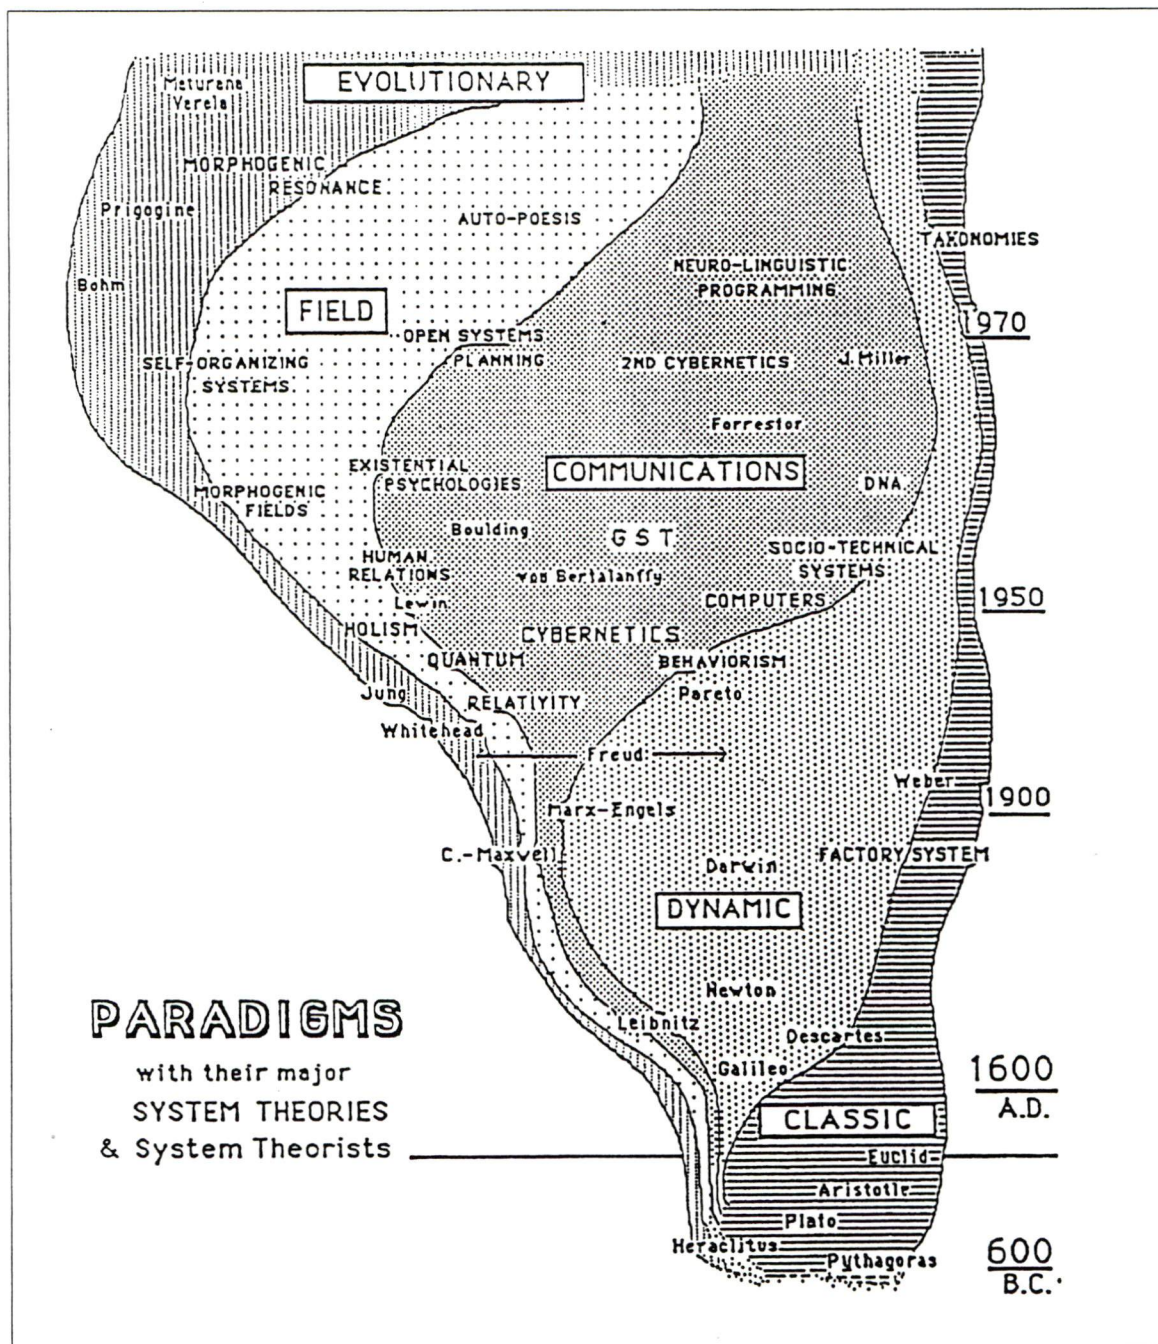 EVOLUTIONARY
Maturana
Varela
MORPHOGENIC
RESONANCE
Prigogine
AUTO-POESIS
TAXONOMIES
NEURO-LINGUISTIC
PROGRAMMING
Bohm
FIELD
1970
OPEN SYSTEMS
PLANNING
SELF-ORGANIZING
SYSTEMS
2ND CYBERNETICS
J. Miller
Forrestor
EXISTENTIAL
PSYCHOLOGIES
COMMUNICATIONS
DNA
MORPHOGENIC
FIELDS
Boulding
GST
SOCIO-TECHNICAL
SYSTEMS
HUMAN
RELATIONS
von Bertalanffy
1950
Lewin
COMPUTERS
HOLISM
CYBERNETICS
QUANTUM
BEHAVIORISM
Jung
Pareto
RELATIVITY
Whitehead
Freud
Weber
1900
Marx-Engels
C.-Maxwell
Darwin
FACTORY SYSTEM
DYNAMIC
Newton
PARADIGMS
with their major
SYSTEM THEORIES
& System Theorists
Leibnitz
Descartes
Galileo
1600
A.D.
CLASSIC
Euclid
Aristotle
Plato
Heraclitus
Pythagoras
600
B.C.